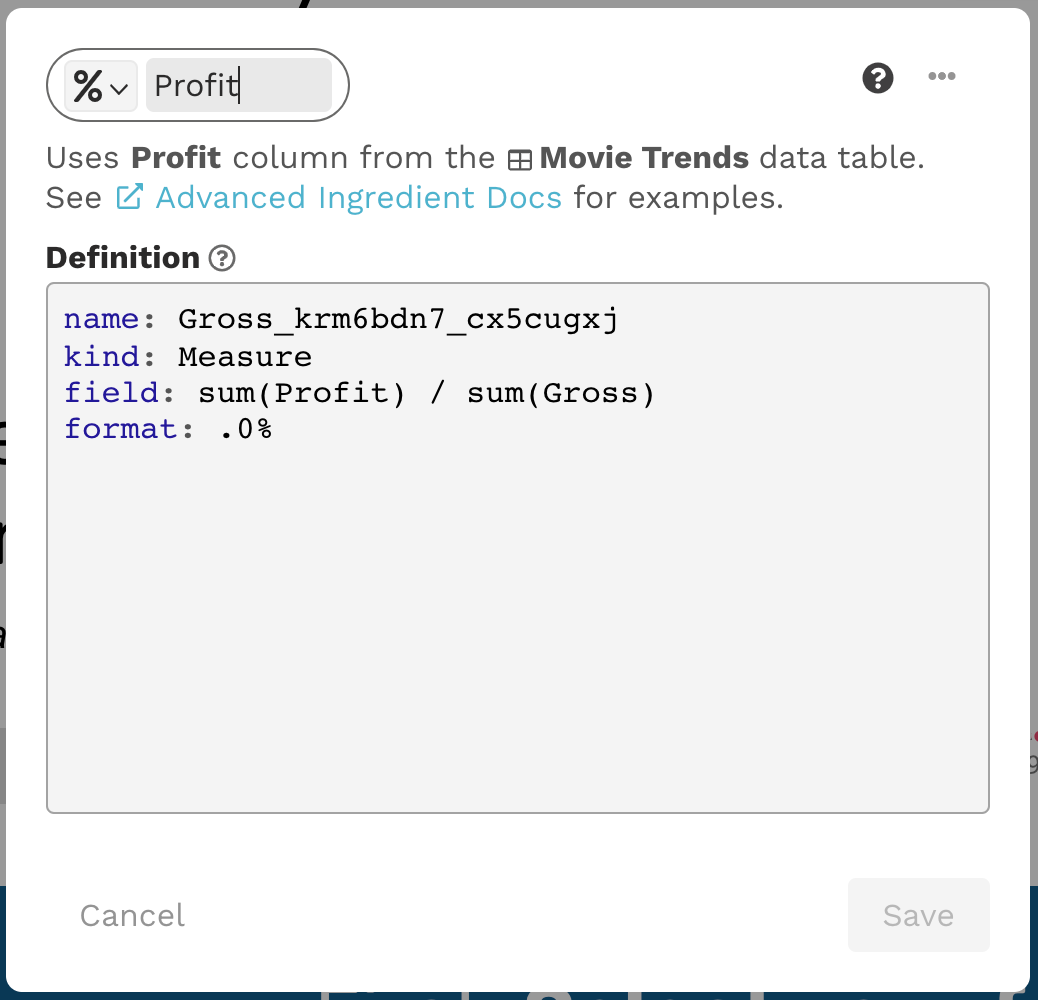 % Profit
Uses Profit column from the Movie Trends data table.
See Advanced Ingredient Docs for examples.
Definition
name: Gross_krm6bdn7_cx5cugxj
kind: Measure
field: sum(Profit) / sum(Gross)
format: .0%
Cancel
Save